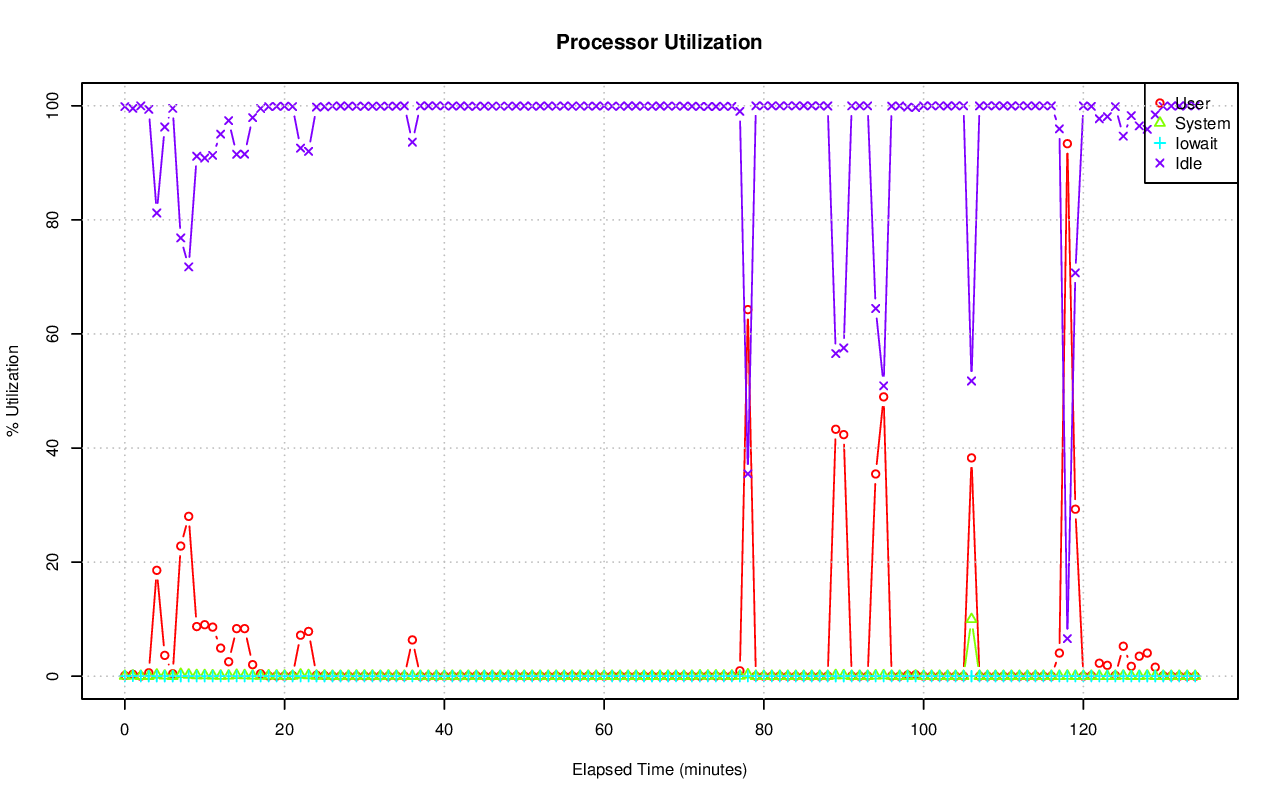 Processor Utilization
% Utilization
100
80
60
40
20
0
User
System
Iowait
Idle
0 20 40 60 80 100 120
Elapsed Time (minutes)